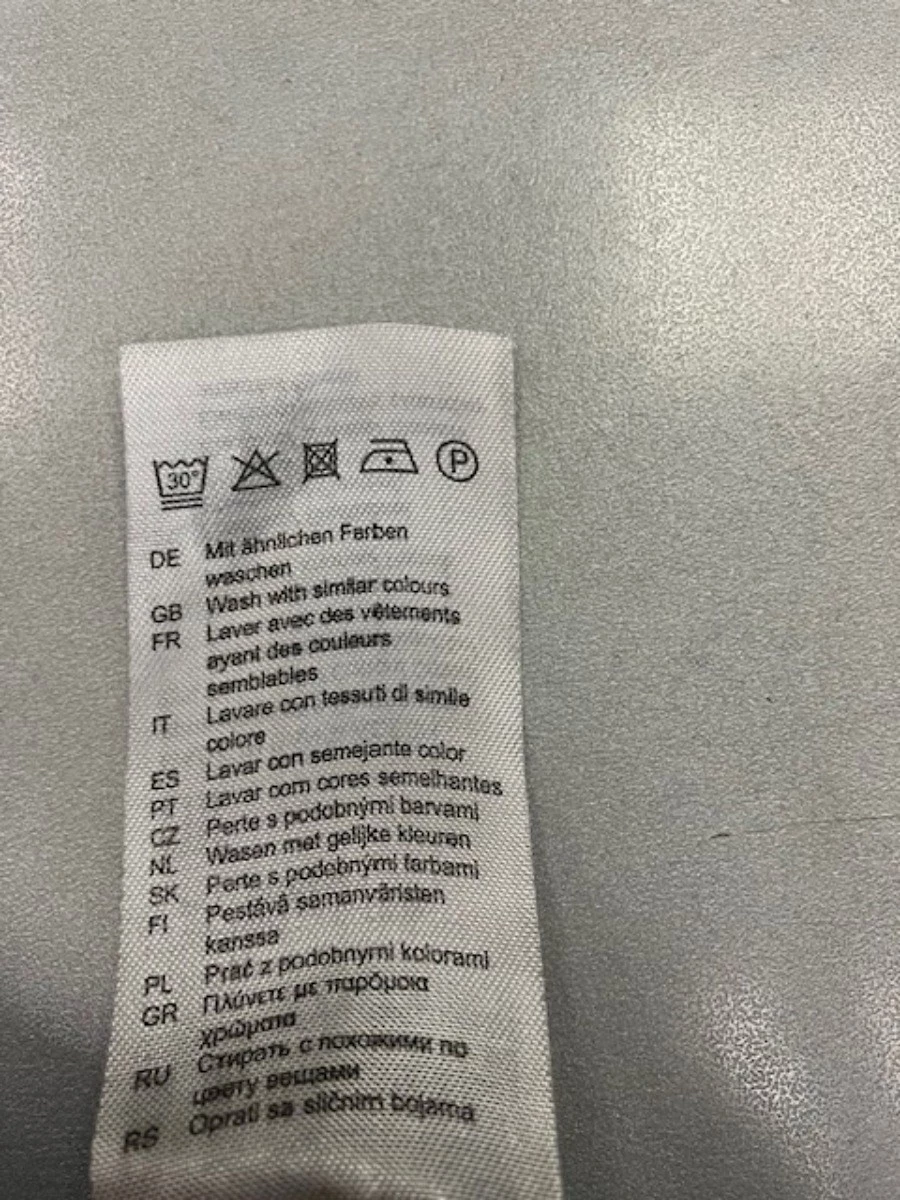 30°
P
DE Mit ähnlichen Farben
waschen
GB Wash with similar colours
FR Laver avec des vêtements
ayant des couleurs
semblables
IT Lavare con tessuti di simile
colore
ES Lavar con semejante color
PT Lavar com cores semelhantes
CZ Perte s podobnými barvami
NL Wasen met gelijke kleuren
SK Perte s podobnými farbami
FI Pestävä samanväristen
kanssa
PL Prać z podobnymi kolorami
GR Πλύνετε με παρόμοια
χρώματα
RU Стирать с похожими по
цвету вещами
RS Oprati sa sličnim bojama